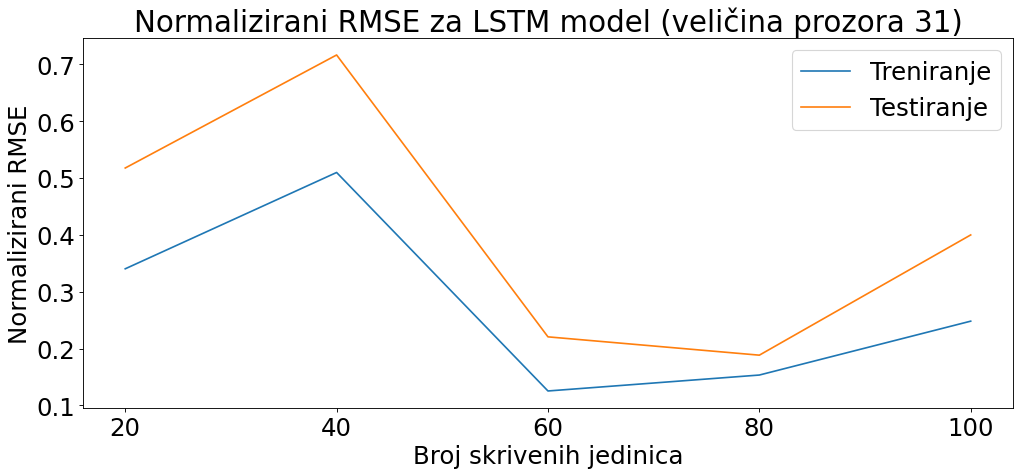 Normalizirani RMSE za LSTM model (veličina prozora 31)
Treniranje
Testiranje
Normalizirani RMSE
0.7
0.6
0.5
0.4
0.3
0.2
0.1
20 40 60 80 100
Broj skrivenih jedinica